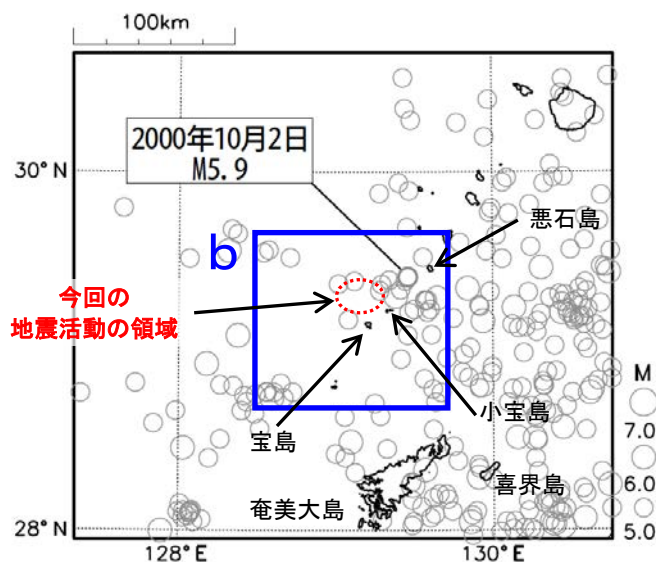 100km
30°N
2000年10月2日
M5.9
悪石島
b
今回の
地震活動の領域
M
7.0
6.0
5.0
宝島
小宝島
奄美大島
喜界島
28°N
128°E
130°E